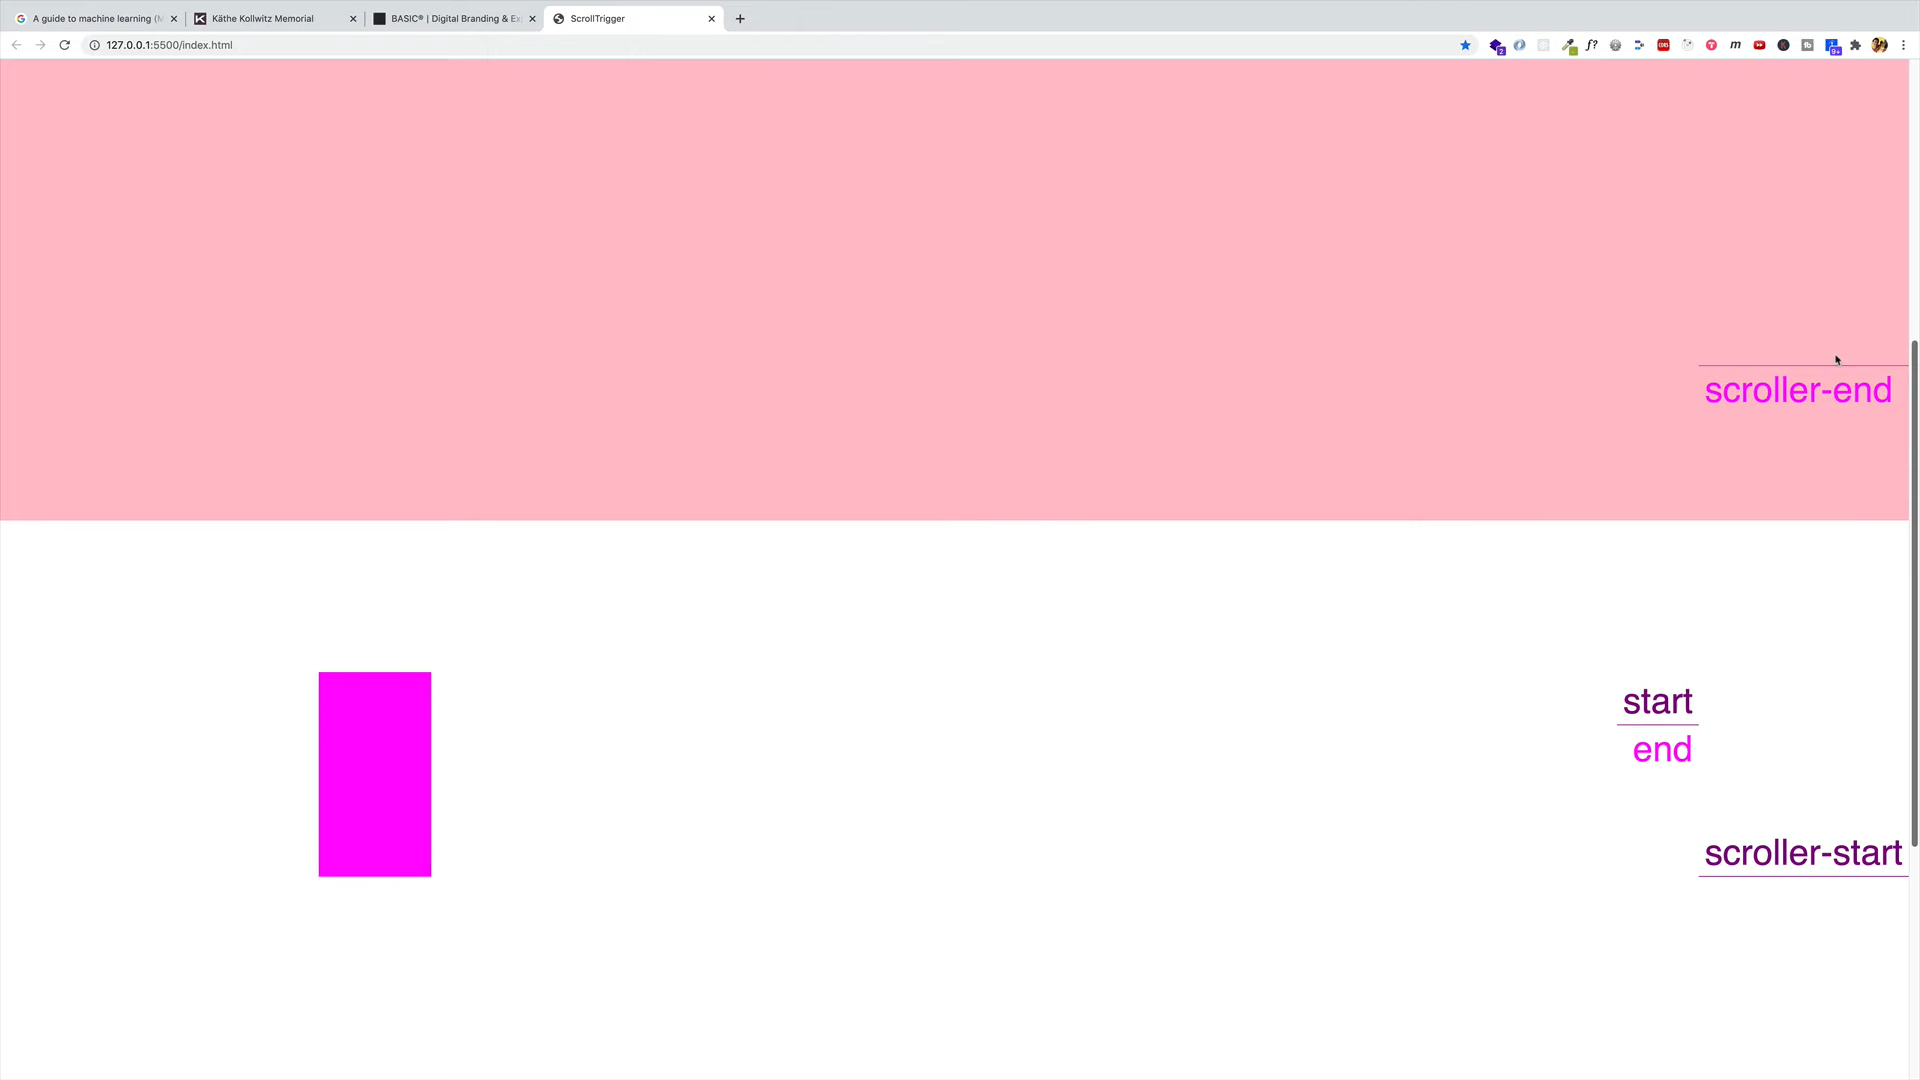 A guide to machine learning (M
Käthe Kollwitz Memorial
BASIC® | Digital Branding & Ex
ScrollTrigger
127.0.0.1:5500/index.html
scroller-end
start
end
scroller-start